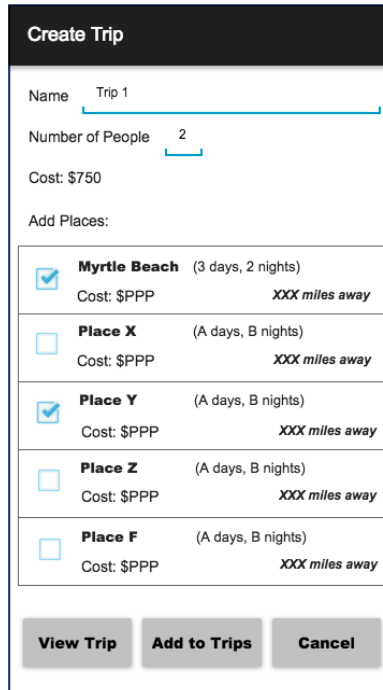 Create Trip
Name Trip 1
Number of People 2
Cost: $750
Add Places:
Myrtle Beach (3 days, 2 nights)
Cost: $PPP XXX miles away
Place X (A days, B nights)
Cost: $PPP XXX miles away
Place Y (A days, B nights)
Cost: $PPP XXX miles away
Place Z (A days, B nights)
Cost: $PPP XXX miles away
Place F (A days, B nights)
Cost: $PPP XXX miles away
View Trip Add to Trips Cancel